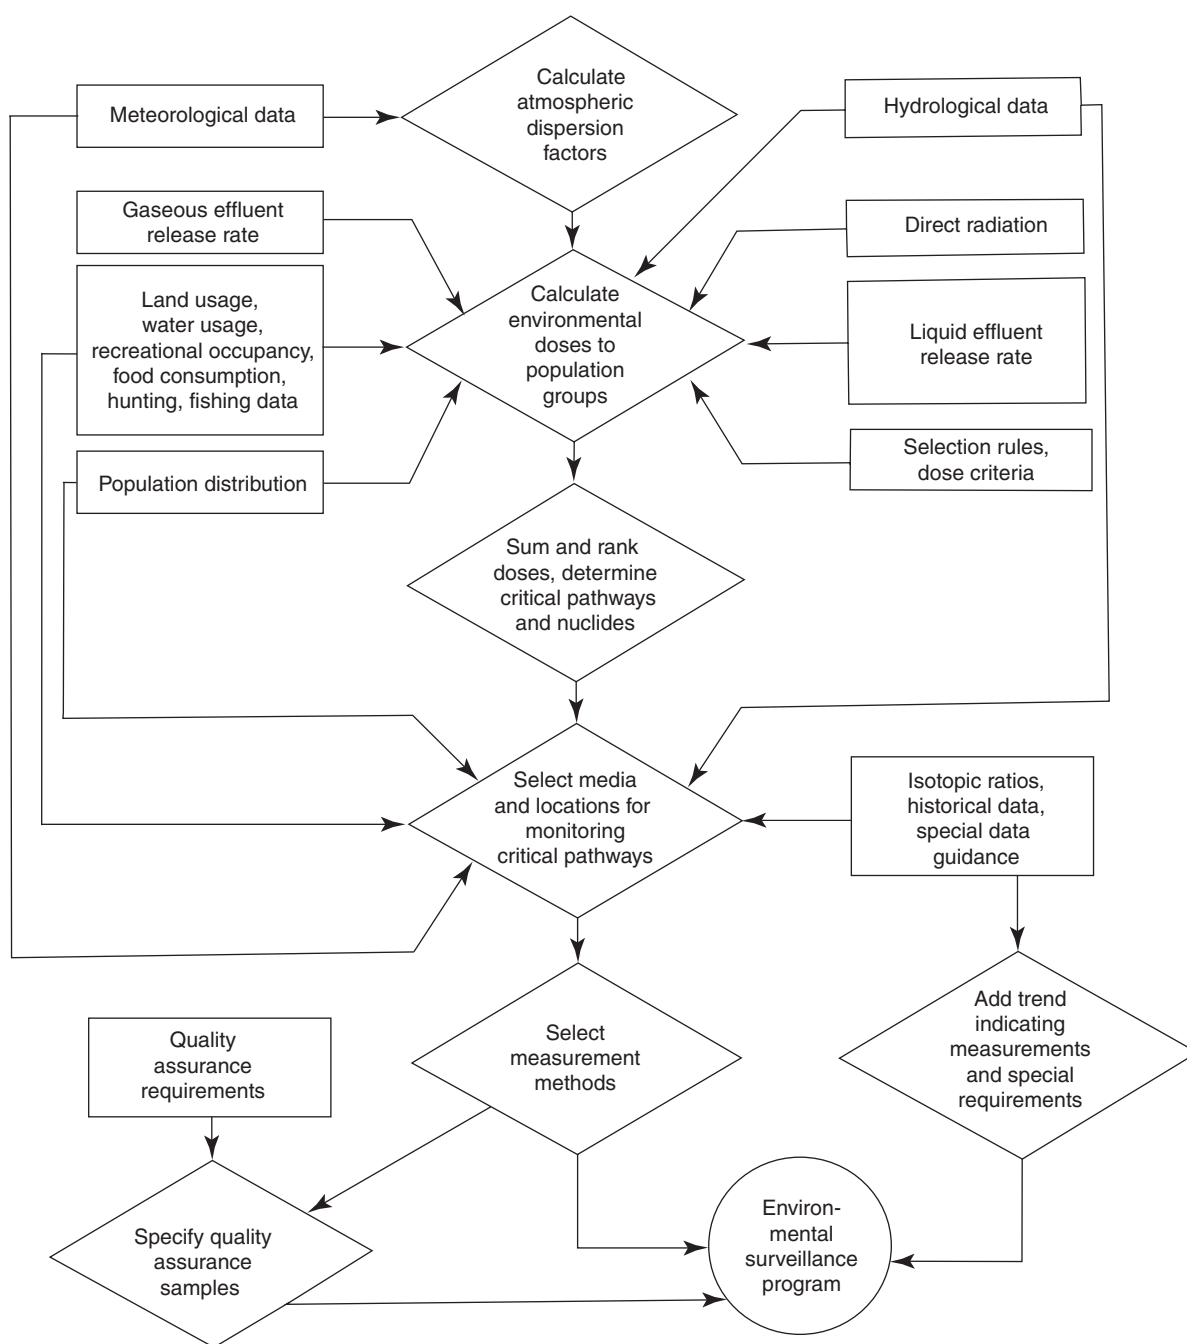 Calculate
atmospheric
dispersion
factors
Meteorological data
Hydrological data
Gaseous effluent
release rate
Direct radiation
Land usage,
water usage,
recreational occupancy,
food consumption,
hunting, fishing data
Calculate
environmental
doses to
population
groups
Liquid effluent
release rate
Population distribution
Selection rules,
dose criteria
Sum and rank
doses, determine
critical pathways
and nuclides
Select media
and locations for
monitoring
critical pathways
Isotopic ratios,
historical data,
special data
guidance
Quality
assurance
requirements
Select
measurement
methods
Add trend
indicating
measurements
and special
requirements
Specify quality
assurance
samples
Environ-
mental
surveillance
program